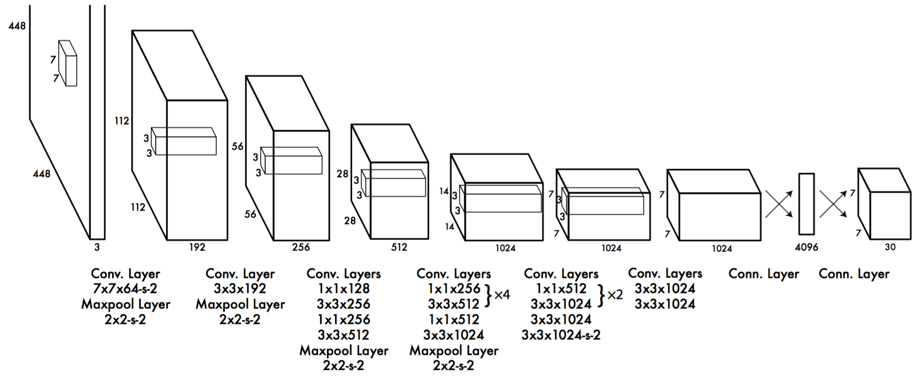 448
7
7
448
3
112
3
3
112
192
56
3
3
56
256
28
3
3
28
512
14
3
3
14
1024
7
3
3
7
1024
7
7
1024
4096
7
7
30
Conv. Layer
7x7x64-s-2
Maxpool Layer
2x2-s-2
Conv. Layer
3x3x192
Maxpool Layer
2x2-s-2
Conv. Layers
1x1x128
3x3x256
1x1x256
3x3x512
Maxpool Layer
2x2-s-2
Conv. Layers
1x1x256
3x3x512 } ×4
1x1x512
3x3x1024
Maxpool Layer
2x2-s-2
Conv. Layers
1x1x512
3x3x1024 } ×2
3x3x1024
3x3x1024-s-2
Conv. Layers
3x3x1024
3x3x1024
Conn. Layer
Conn. Layer